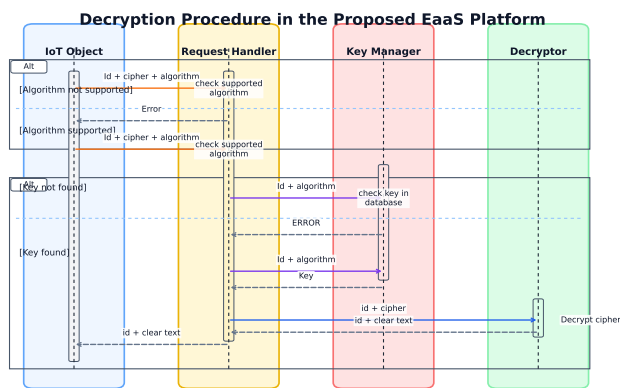 Decryption Procedure in the Proposed EaaS Platform
IoT Object
Request Handler
Key Manager
Decryptor
Alt
Id + cipher + algorithm
[Algorithm not supported]
check supported
algorithm
Error
[Algorithm supported]
Id + cipher + algorithm
check supported
algorithm
Alt
[Key not found]
Id + algorithm
check key in
database
ERROR
[Key found]
Id + algorithm
Key
id + cipher
id + clear text
Decrypt cipher
id + clear text